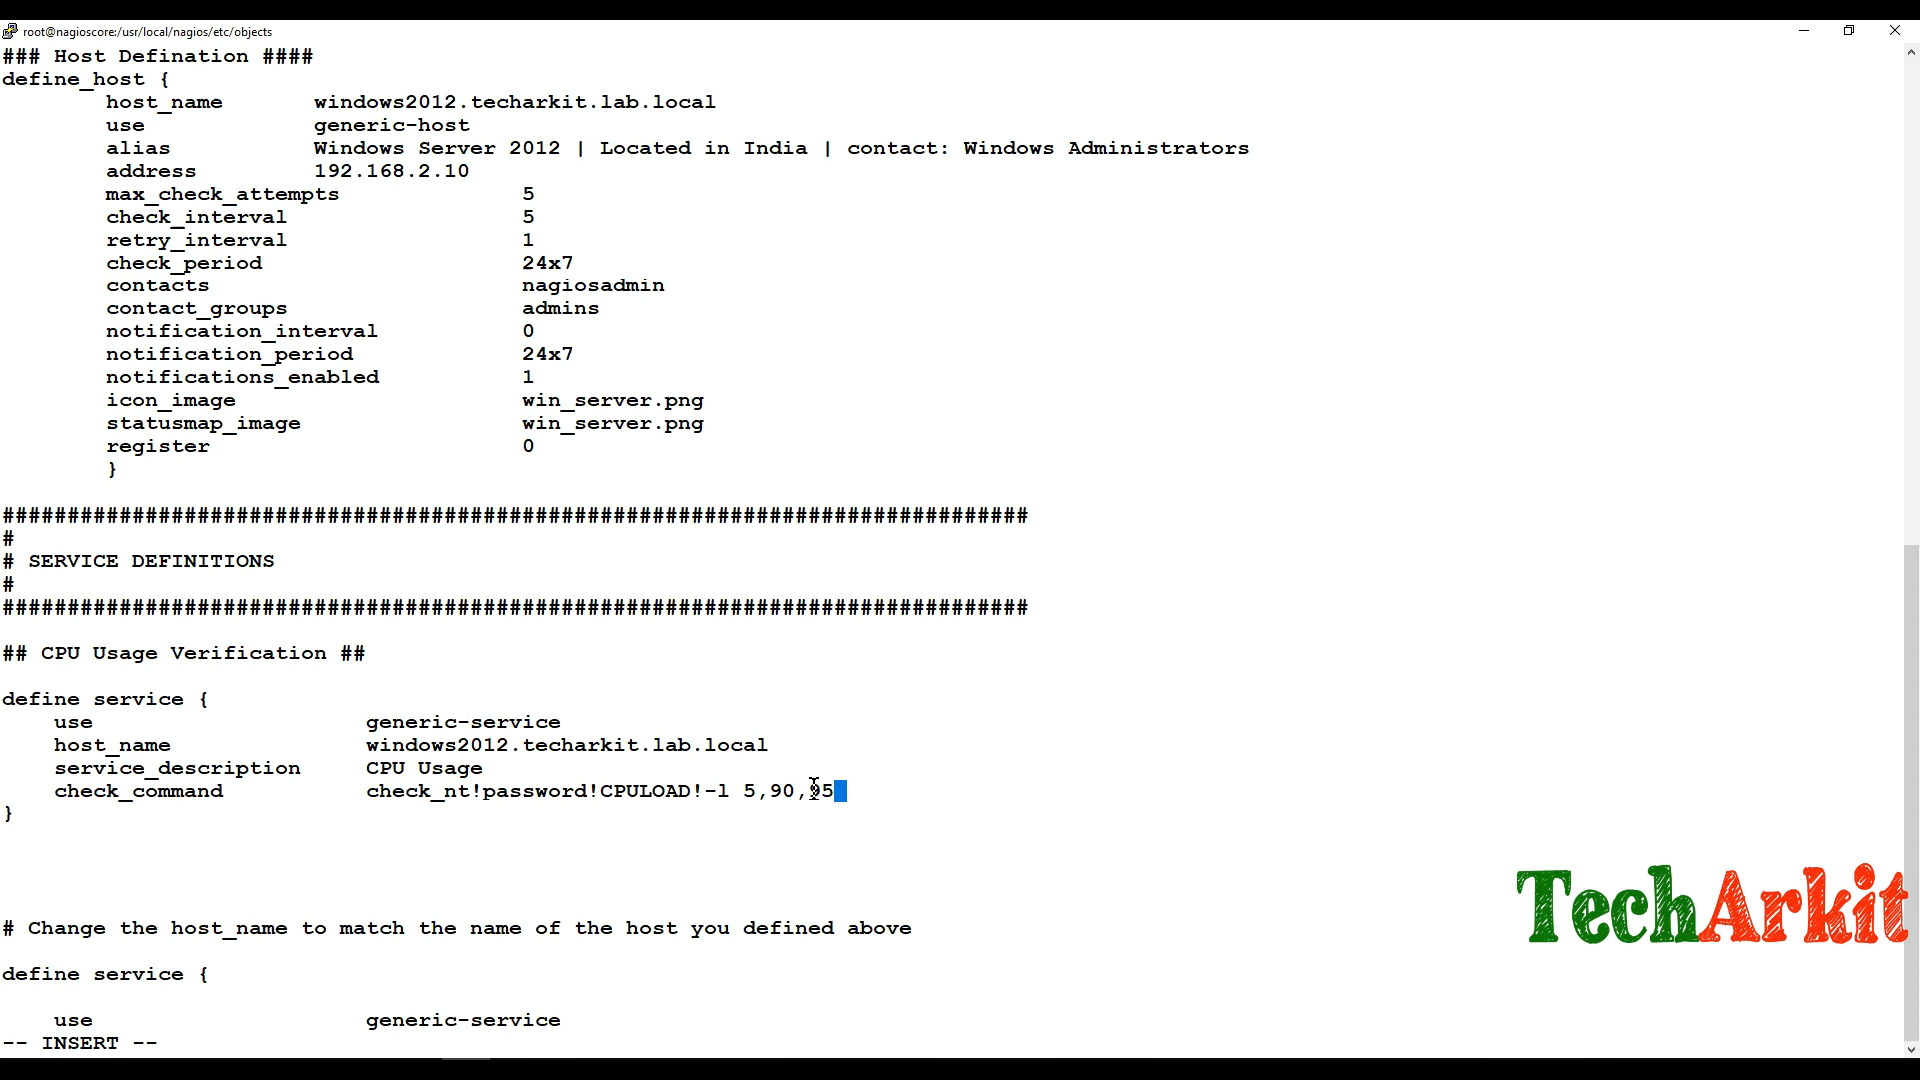 root@nagioscore:/usr/local/nagios/etc/objects
### Host Defination ####
define_host {
host_name windows2012.techarkit.lab.local
use generic-host
alias Windows Server 2012 | Located in India | contact: Windows Administrators
address 192.168.2.10
max_check_attempts 5
check_interval 5
retry_interval 1
check_period 24x7
contacts nagiosadmin
contact_groups admins
notification_interval 0
notification_period 24x7
notifications_enabled 1
icon_image win_server.png
statusmap_image win_server.png
register 0
}
###############################################################################
#
# SERVICE DEFINITIONS
#
###############################################################################
## CPU Usage Verification ##
define service {
use generic-service
host_name windows2012.techarkit.lab.local
service_description CPU Usage
check_command check_nt!password!CPULOAD!-l 5,90,95
}
TechArkit
# Change the host_name to match the name of the host you defined above
define service {
use generic-service
-- INSERT --